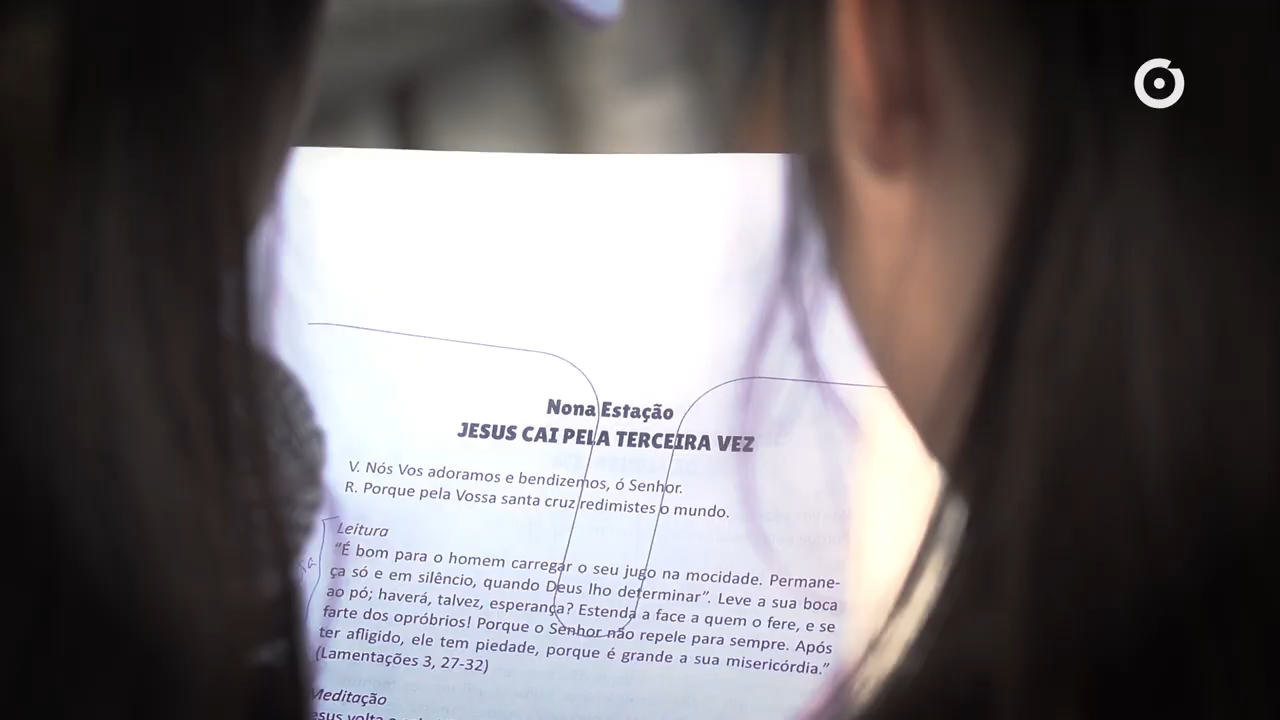 Nona Estação
JESUS CAI PELA TERCEIRA VEZ
V. Nós Vos adoramos e bendizemos, ó Senhor.
R. Porque pela Vossa santa cruz redimistes o mundo.
Leitura
“É bom para o homem carregar o seu jugo na mocidade. Permane-
ça só e em silêncio, quando Deus lho determinar”. Leve a sua boca
ao pó; haverá, talvez, esperança? Estenda a face a quem o fere, e se
farte dos opróbrios! Porque o Senhor não repele para sempre. Após
ter afligido, ele tem piedade, porque é grande a sua misericórdia.”
(Lamentações 3, 27-32)
Meditação